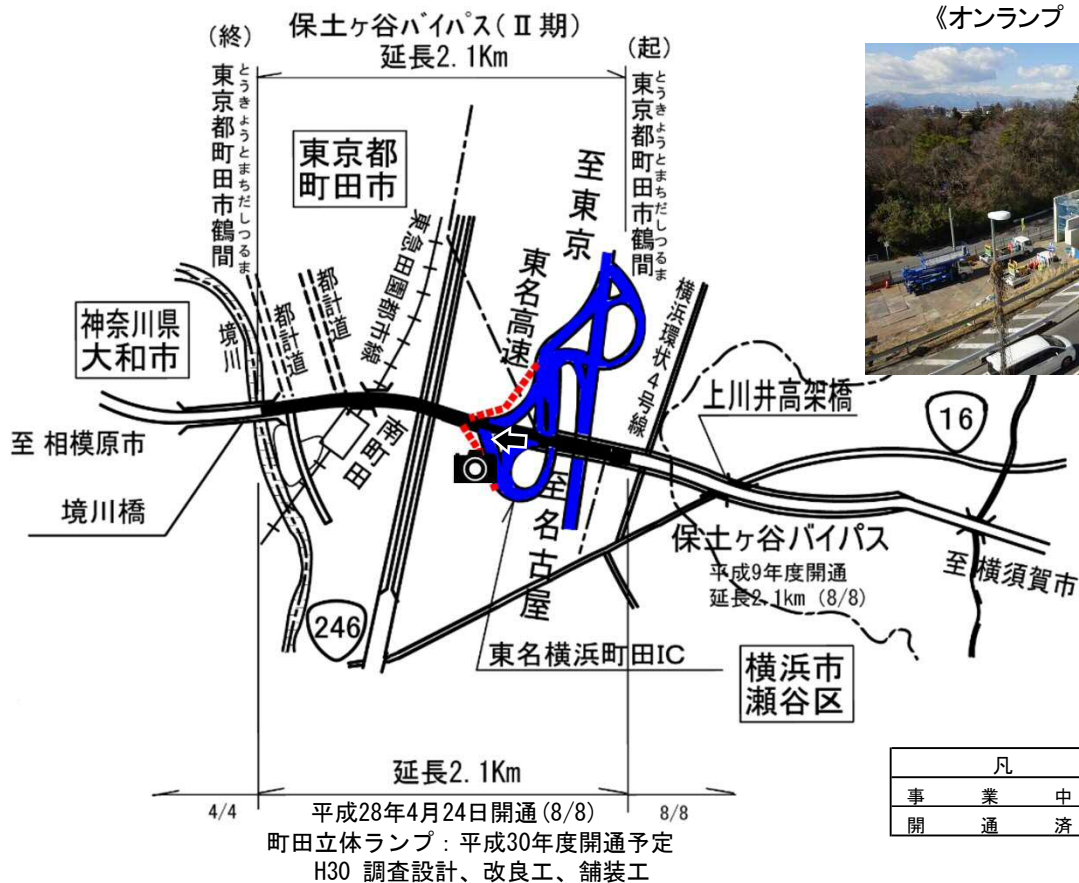 《オンランプ
保土ヶ谷バイパス(Ⅱ期)
延長2.1Km
(終)
(起)
東京都町田市鶴間
とうきょうとまちだしつるま
東京都町田市鶴間
とうきょうとまちだしつるま
東京都
町田市
至東京
東名高速
東急田園都市線
横浜環状4号線
都計道
都計道
境川
神奈川県
大和市
上川井高架橋
16
至 相模原市
南町田
境川橋
至名古屋
保土ヶ谷バイパス
平成9年度開通
延長2.1km (8/8)
至 横須賀市
246
東名横浜町田IC
横浜市
瀬谷区
延長2.1Km
4/4
平成28年4月24日開通(8/8)
8/8
町田立体ランプ：平成30年度開通予定
H30 調査設計、改良工、舗装工
凡
事業中
開通済